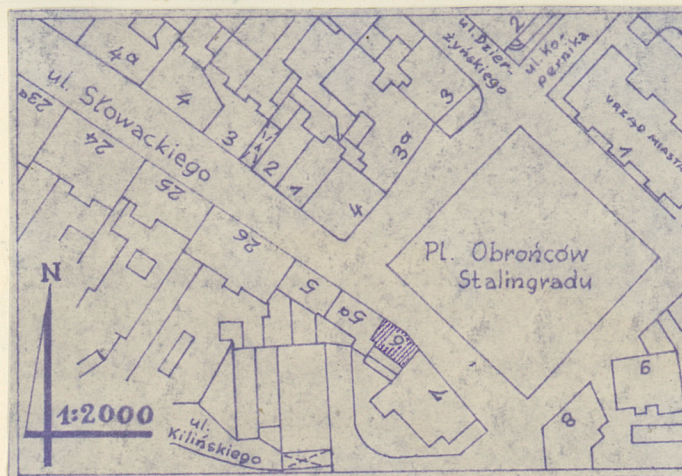 ul. Słowackiego
23a
24
25
26
4a
4
3
2
1
4
3a
3
ul. Dzier-
żyńskiego
2
ul. Ko-
pernika
URZĄD MIASTA
1
Pl. Obrońców
Stalingradu
5
5a
6
7
8
9
N
1:2000
ul.
Kilińskiego